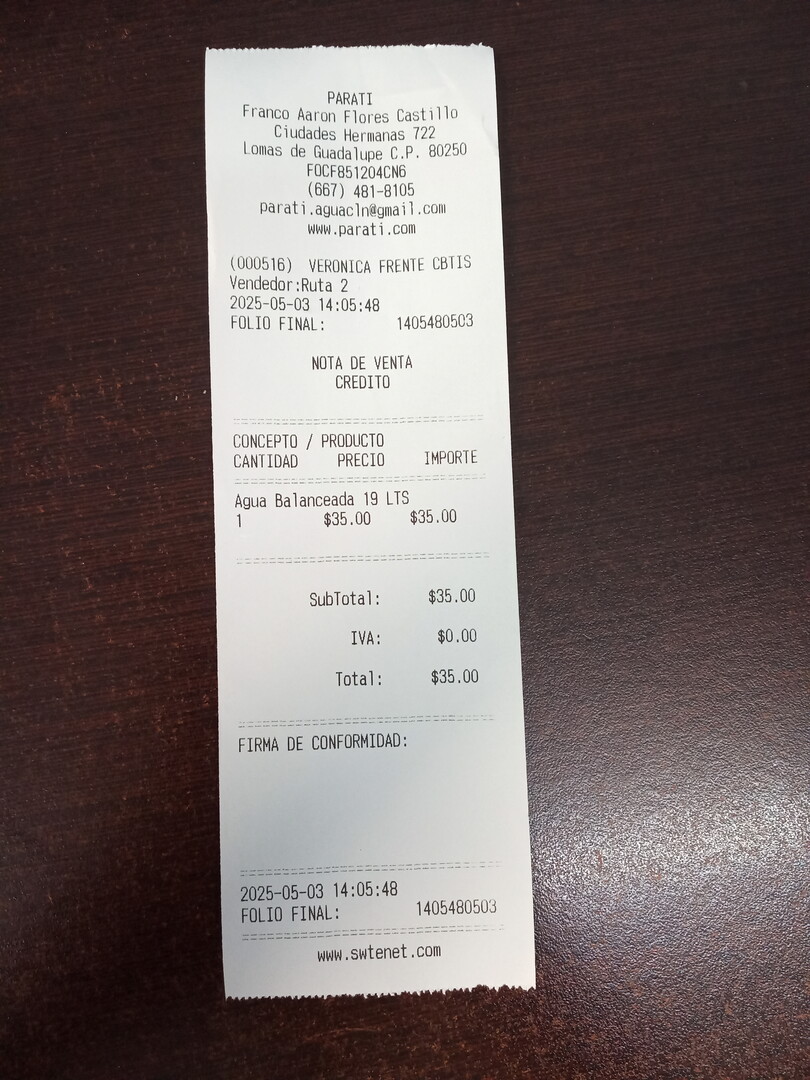 PARATI
Franco Aaron Flores Castillo
Ciudades Hermanas 722
Lomas de Guadalupe C.P. 80250
FOCF851204CN6
(667) 481-8105
parati.aguacln@gmail.com
www.parati.com
(000516) VERONICA FRENTE CBTIS
Vendedor:Ruta 2
2025-05-03 14:05:48
FOLIO FINAL: 1405480503
NOTA DE VENTA
CREDITO
CONCEPTO / PRODUCTO
CANTIDAD PRECIO IMPORTE
Agua Balanceada 19 LTS
1 $35.00 $35.00
SubTotal: $35.00
IVA: $0.00
Total: $35.00
FIRMA DE CONFORMIDAD:
2025-05-03 14:05:48
FOLIO FINAL: 1405480503
www.swtenet.com